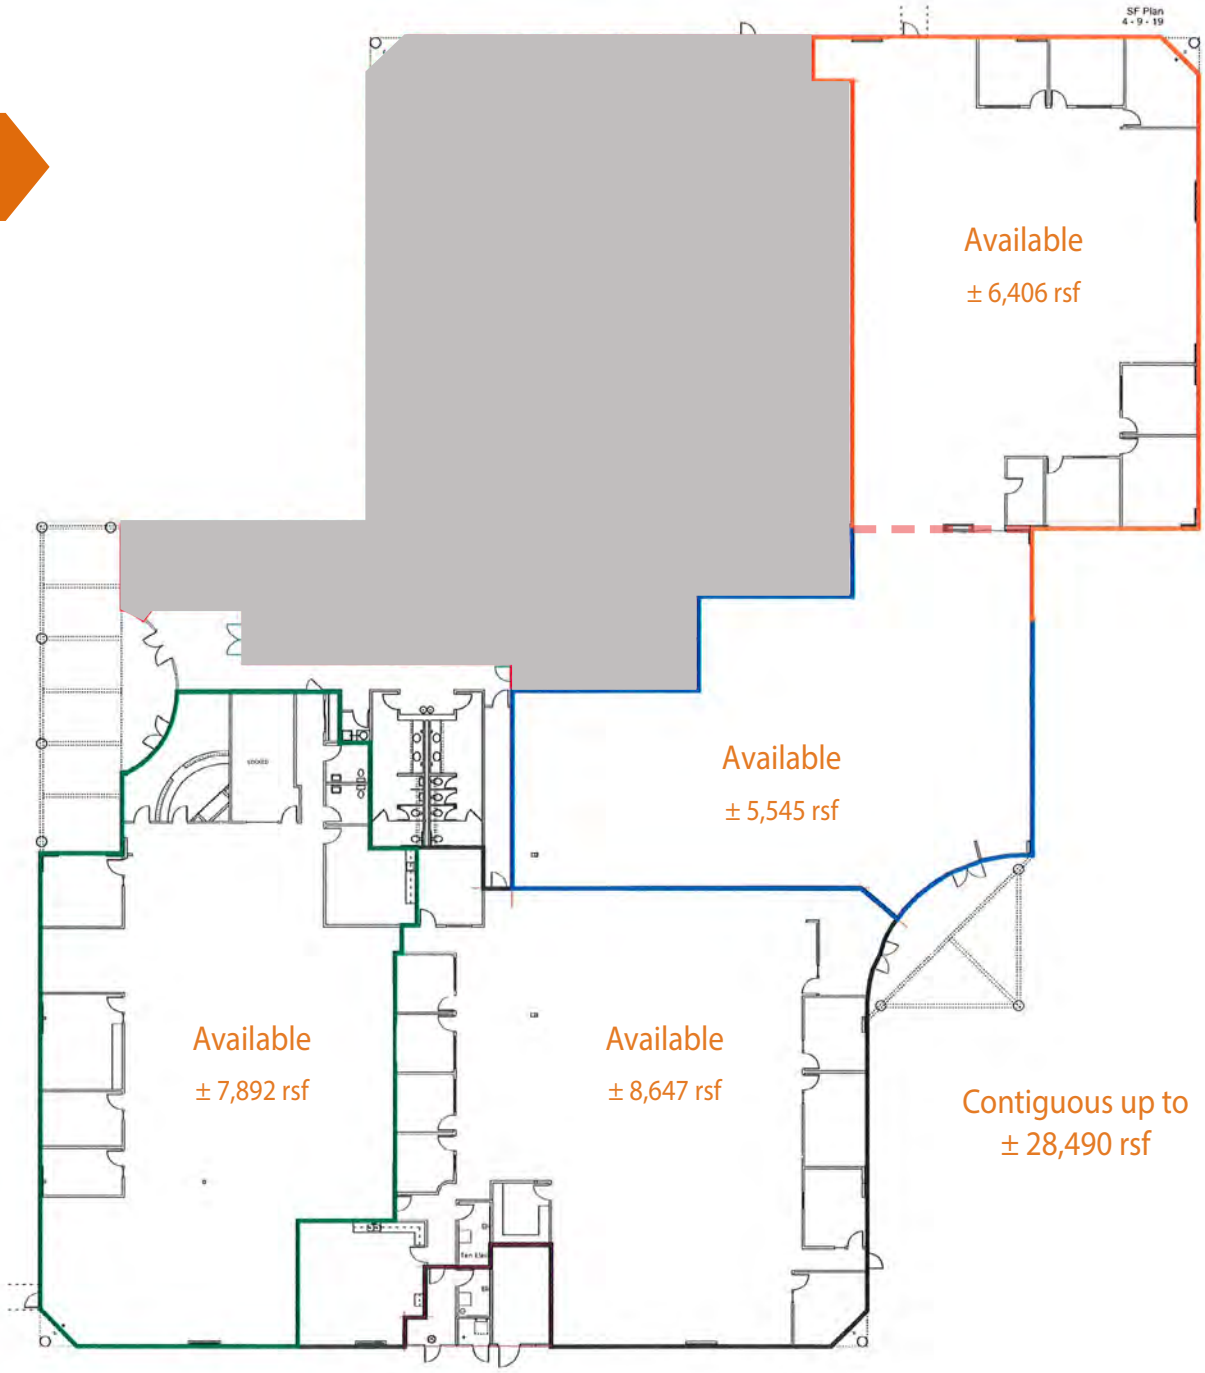 SF Plan
4 - 9 - 19
Available
± 6,406 rsf
Available
± 5,545 rsf
Available
± 7,892 rsf
Available
± 8,647 rsf
Contiguous up to
± 28,490 rsf